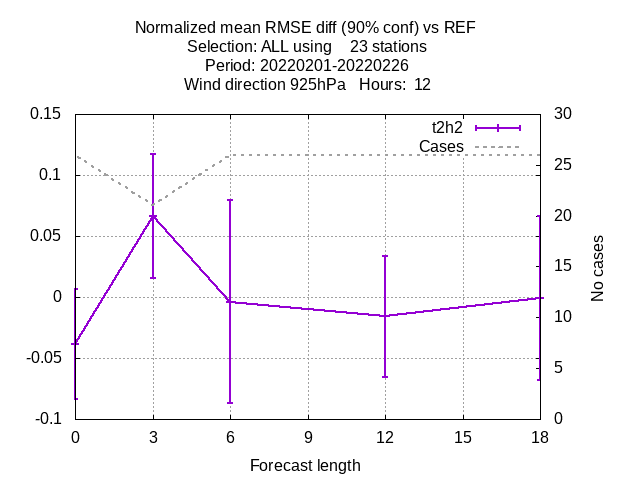 Normalized mean RMSE diff (90% conf) vs REF
Selection: ALL using    23 stations
Period: 20220201-20220226
Wind direction 925hPa   Hours:  12
t2h2
Cases
0.15
0.1
0.05
0
-0.05
-0.1
30
25
20
15
10
5
0
No cases
0 3 6 9 12 15 18
Forecast length